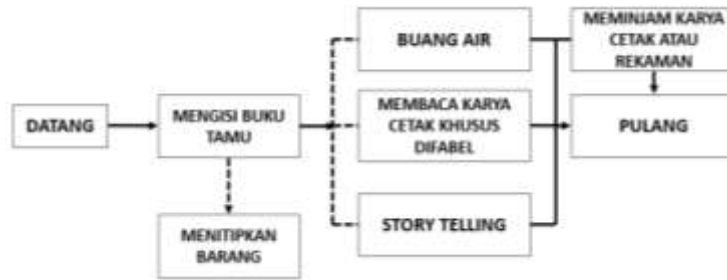 DATANG
MENGISI BUKU
TAMU
MENITIPKAN
BARANG
BUANG AIR
MEMBACA KARYA
CETAK KHUSUS
DIFABEL
STORY TELLING
MEMINJAM KARYA
CETAK ATAU
REKAMAN
PULANG